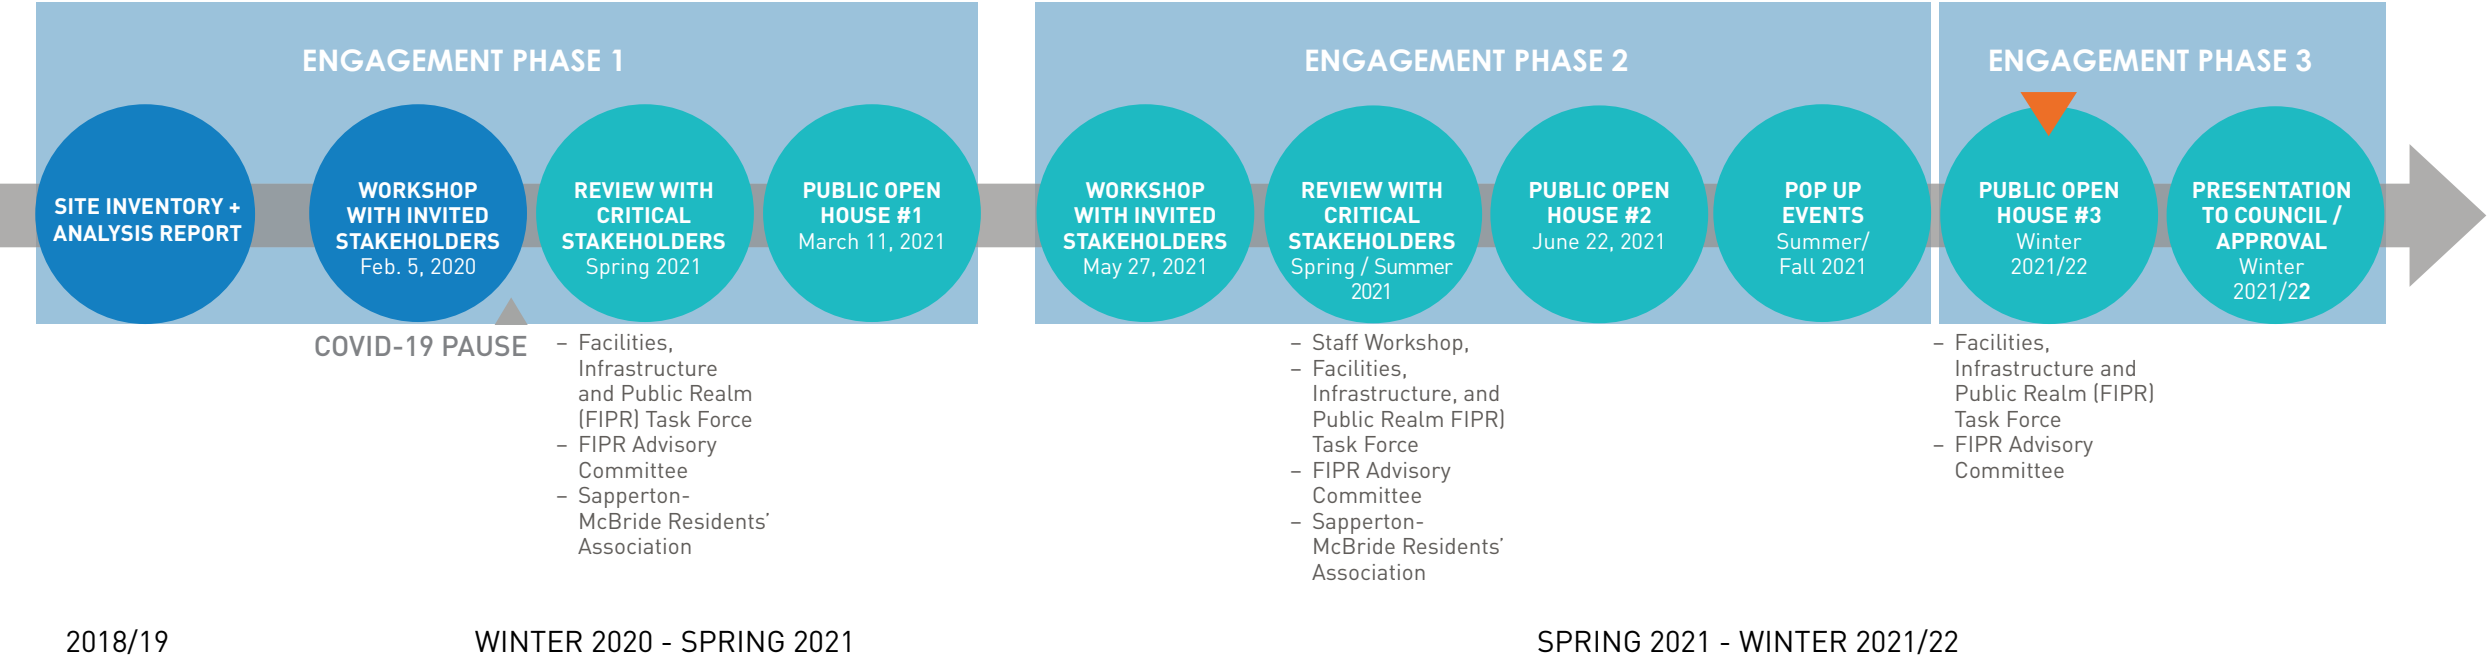 ENGAGEMENT PHASE 1
SITE INVENTORY +
ANALYSIS REPORT
WORKSHOP
WITH INVITED
STAKEHOLDERS
Feb. 5, 2020
COVID-19 PAUSE
REVIEW WITH
CRITICAL
STAKEHOLDERS
Spring 2021
– Facilities,
Infrastructure
and Public Realm
(FIPR) Task Force
– FIPR Advisory
Committee
– Sapperton-
McBride Residents’
Association
PUBLIC OPEN
HOUSE #1
March 11, 2021
ENGAGEMENT PHASE 2
WORKSHOP
WITH INVITED
STAKEHOLDERS
May 27, 2021
REVIEW WITH
CRITICAL
STAKEHOLDERS
Spring / Summer
2021
– Staff Workshop,
– Facilities,
Infrastructure, and
Public Realm FIPR)
Task Force
– FIPR Advisory
Committee
– Sapperton-
McBride Residents’
Association
PUBLIC OPEN
HOUSE #2
June 22, 2021
POP UP
EVENTS
Summer/
Fall 2021
ENGAGEMENT PHASE 3
PUBLIC OPEN
HOUSE #3
Winter
2021/22
– Facilities,
Infrastructure and
Public Realm (FIPR)
Task Force
– FIPR Advisory
Committee
PRESENTATION
TO COUNCIL /
APPROVAL
Winter
2021/22
2018/19
WINTER 2020 - SPRING 2021
SPRING 2021 - WINTER 2021/22